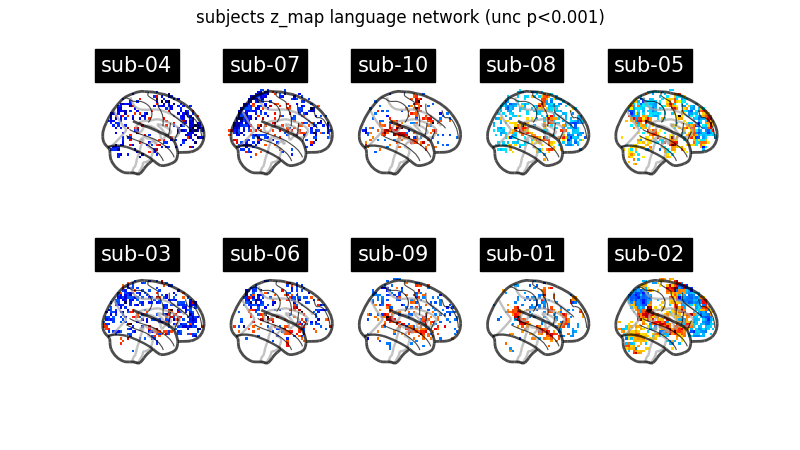 subjects z_map language network (unc p<0.001)
sub-04
sub-07
sub-10
sub-08
sub-05
sub-03
sub-06
sub-09
sub-01
sub-02